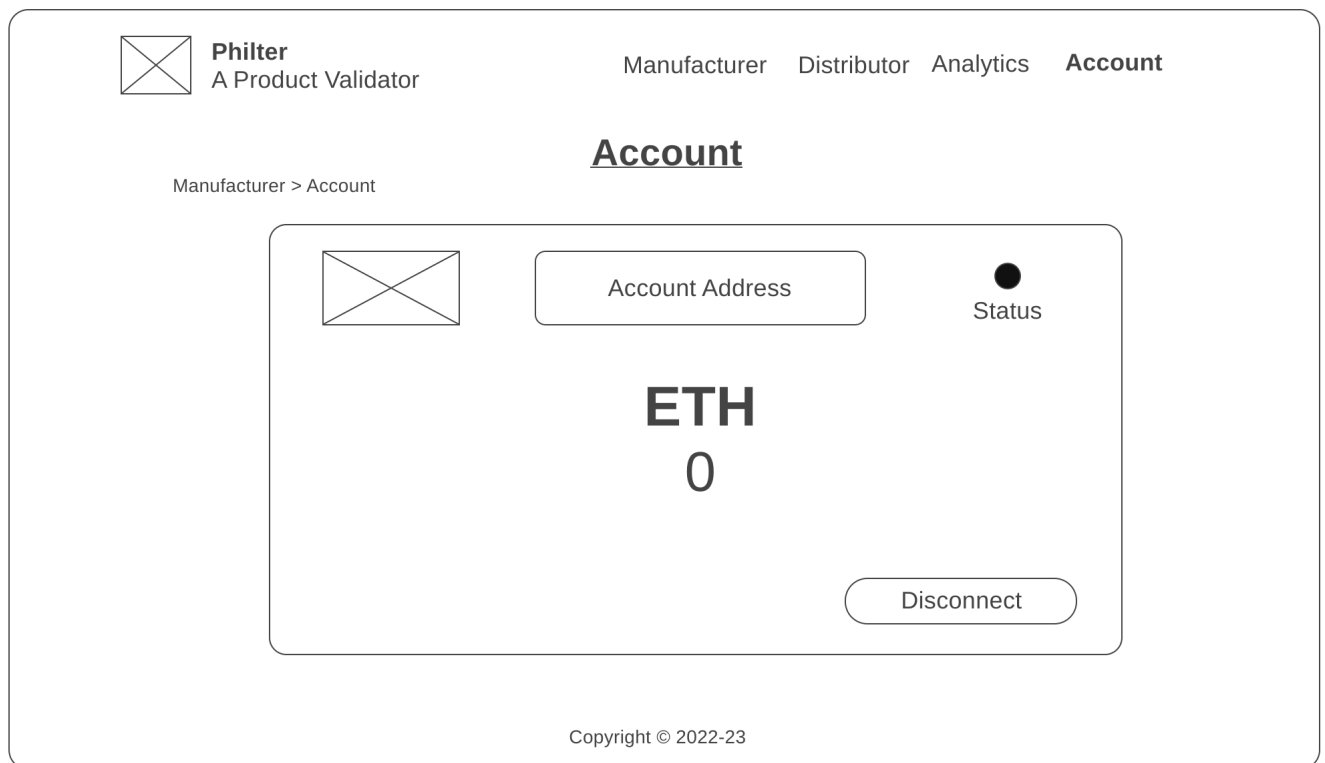 Philter
A Product Validator
Manufacturer Distributor Analytics Account
Account
Manufacturer > Account
Account Address
Status
ETH
0
Disconnect
Copyright © 2022-23